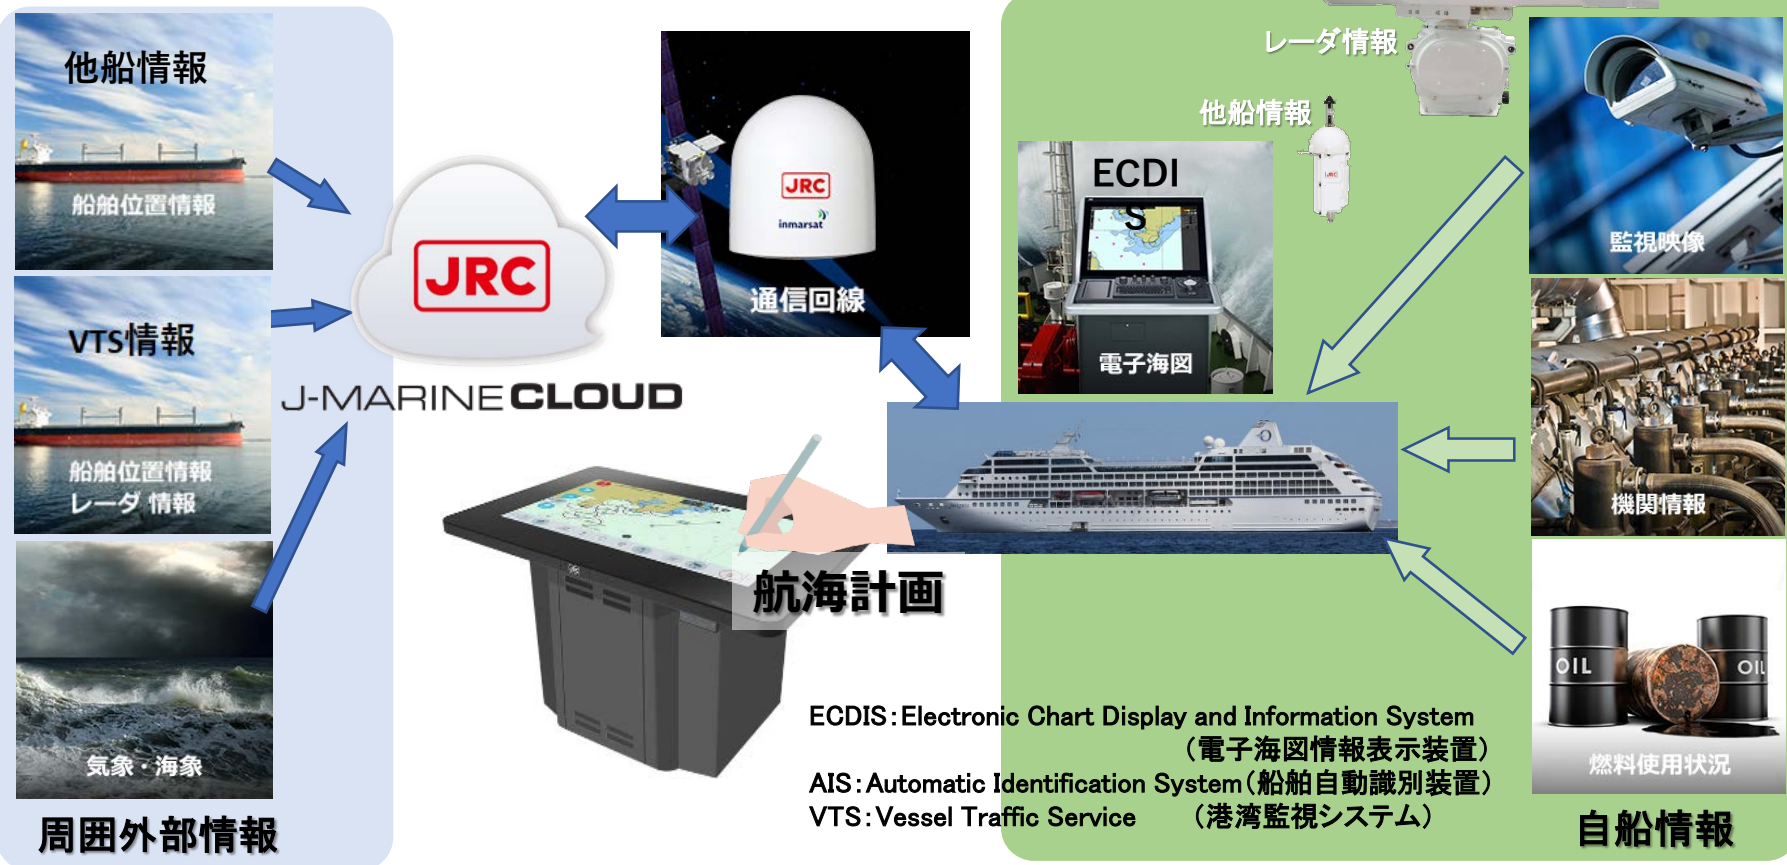 他船情報
船舶位置情報
VTS情報
船舶位置情報
レーダ 情報
気象・海象
周囲外部情報
JRC
J-MARINE CLOUD
JRC
inmarsat
通信回線
航海計画
レーダ情報
他船情報
JRC
ECDI
S
電子海図
監視映像
機関情報
OIL
OIL
燃料使用状況
自船情報
ECDIS：Electronic Chart Display and Information System
（電子海図情報表示装置）
AIS：Automatic Identification System（船舶自動識別装置）
VTS：Vessel Traffic Service　　（港湾監視システム）